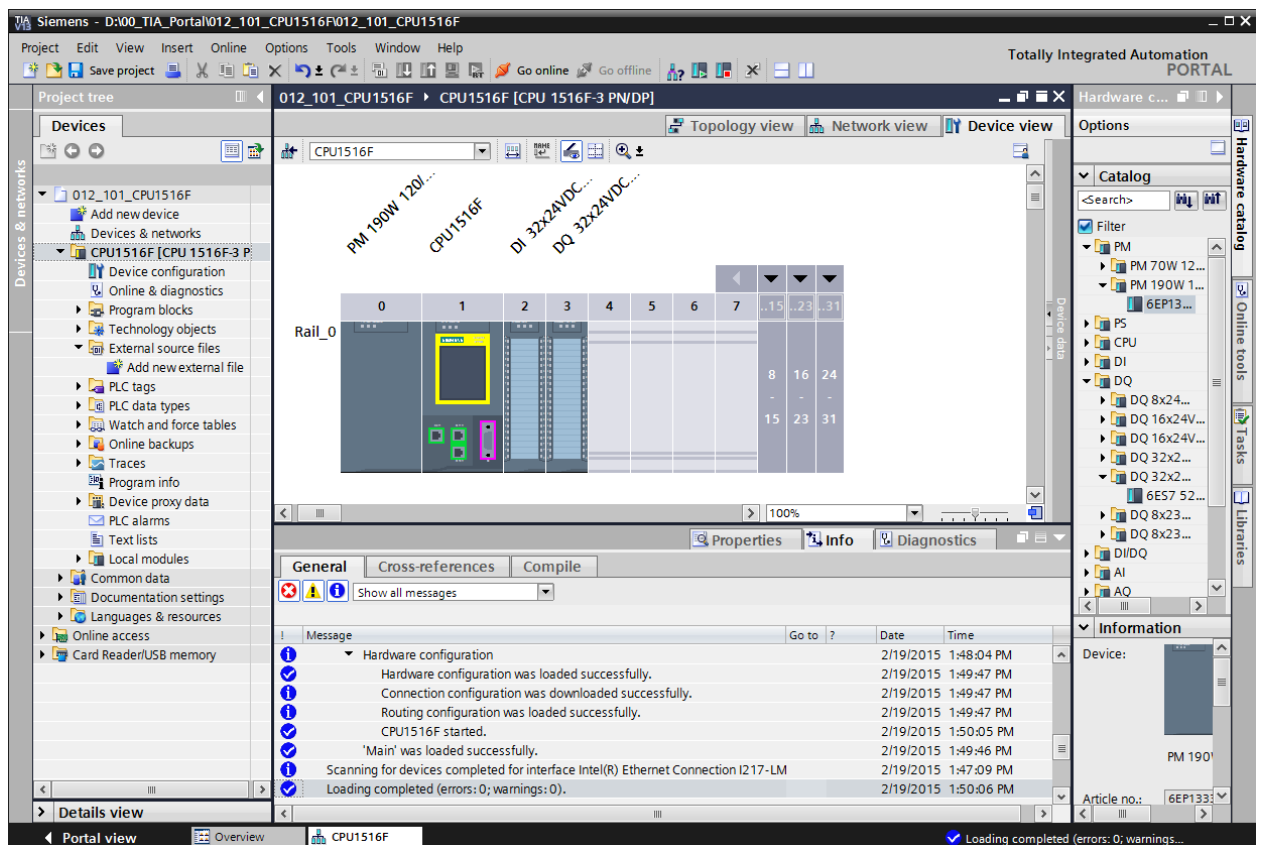 Siemens - D:\00_TIA_Portal\012_101_CPU1516F\012_101_CPU1516F
Project Edit View Insert Online Options Tools Window Help
Totally Integrated Automation
PORTAL
Save project
Go online
Go offline
Project tree
012_101_CPU1516F CPU1516F [CPU 1516F-3 PN/DP]
Hardware c...
Devices
Topology view
Network view
Device view
Options
CPU1516F
Devices & networks
012_101_CPU1516F
Add new device
Devices & networks
CPU1516F [CPU 1516F-3 P
Device configuration
Online & diagnostics
Program blocks
Technology objects
External source files
Add new external file
PLC tags
PLC data types
Watch and force tables
Online backups
Traces
Program info
Device proxy data
PLC alarms
Text lists
Local modules
Common data
Documentation settings
Languages & resources
Online access
Card Reader/USB memory
Details view
PM 190W 120/...
CPU1516F
DI 32x24VDC...
DQ 32x24VDC...
0 1 2 3 4 5 6 7 ..15 ..23 ..31
Rail_0
8 16 24
- - -
15 23 31
Device data
100%
Properties
Info
Diagnostics
General
Cross-references
Compile
Show all messages
! Message Go to ? Date Time
Hardware configuration 2/19/2015 1:48:04 PM
Hardware configuration was loaded successfully. 2/19/2015 1:49:47 PM
Connection configuration was downloaded successfully. 2/19/2015 1:49:47 PM
Routing configuration was loaded successfully. 2/19/2015 1:49:47 PM
CPU1516F started. 2/19/2015 1:50:05 PM
'Main' was loaded successfully. 2/19/2015 1:49:46 PM
Scanning for devices completed for interface Intel(R) Ethernet Connection I217-LM 2/19/2015 1:47:09 PM
Loading completed (errors: 0; warnings: 0). 2/19/2015 1:50:06 PM
Catalog
<Search>
Filter
PM
PM 70W 12...
PM 190W 1...
6EP13...
PS
CPU
DI
DQ
DQ 8x24...
DQ 16x24V...
DQ 16x24V...
DQ 32x2...
DQ 32x2...
6ES7 52...
DQ 8x23...
DQ 8x23...
DI/DQ
AI
AQ
Information
Device:
PM 190
Article no.: 6EP1333
Hardware catalog
Online tools
Tasks
Libraries
Portal view
Overview
CPU1516F
Loading completed (errors: 0; warnings...